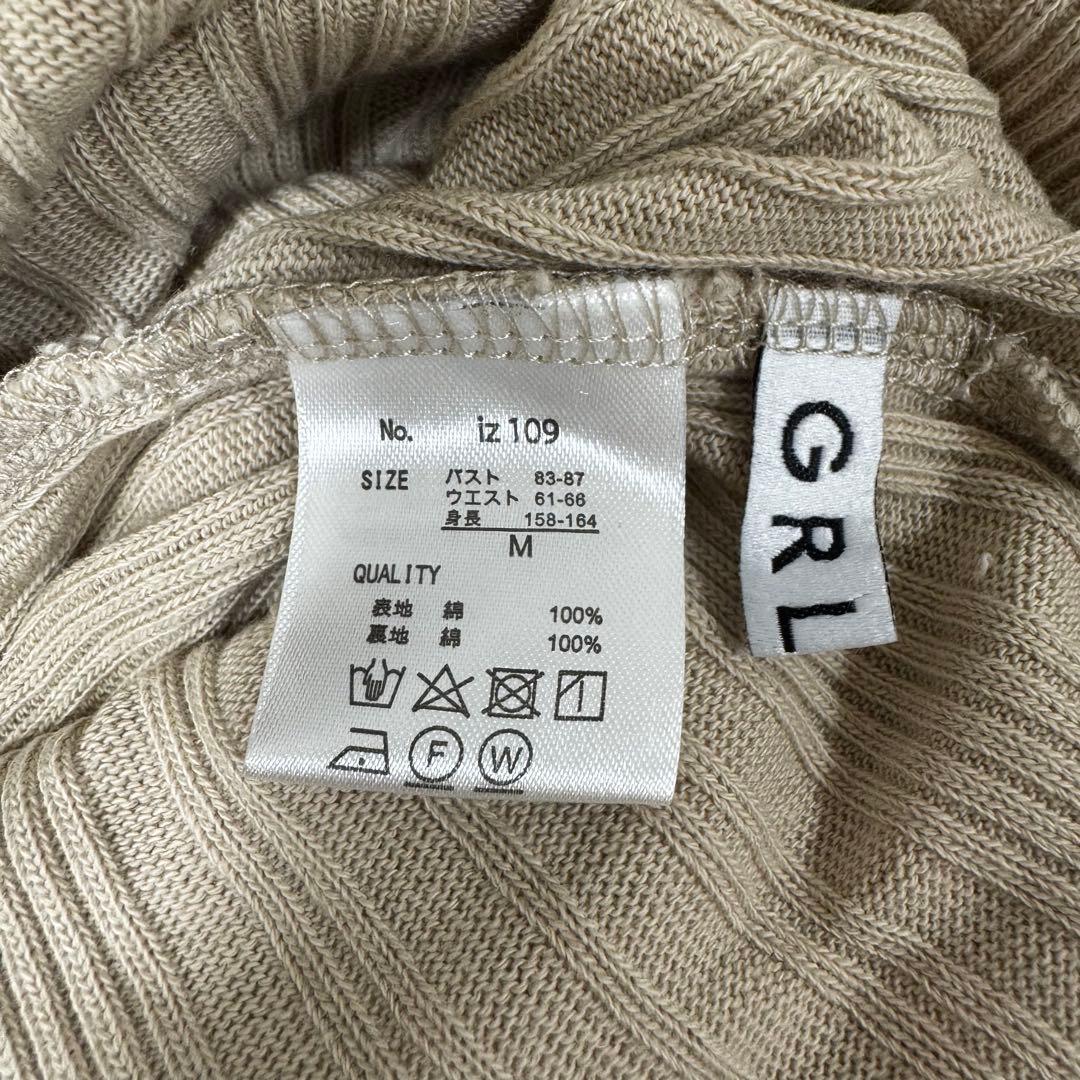 No. iz 109
SIZE バスト 83-87
ウエスト 61-66
身長 158-164
M
QUALITY
表地 綿 100%
裏地 綿 100%
F W
GRL